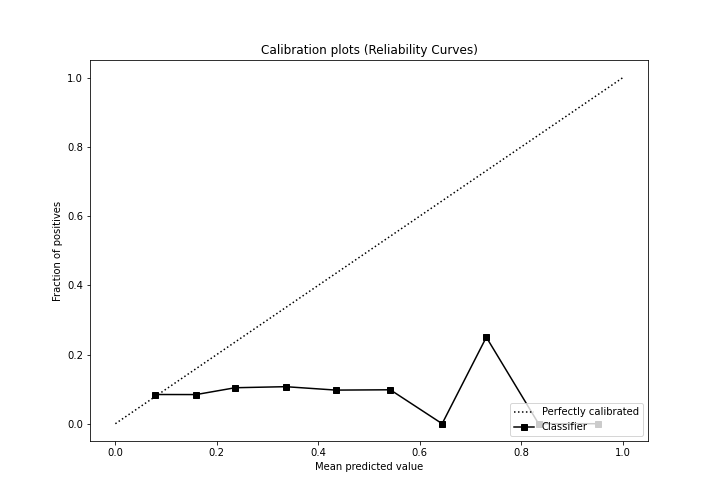 Calibration plots (Reliability Curves)
1.0
0.8
0.6
0.4
0.2
0.0
Fraction of positives
Perfectly calibrated
Classifier
0.0 0.2 0.4 0.6 0.8 1.0
Mean predicted value